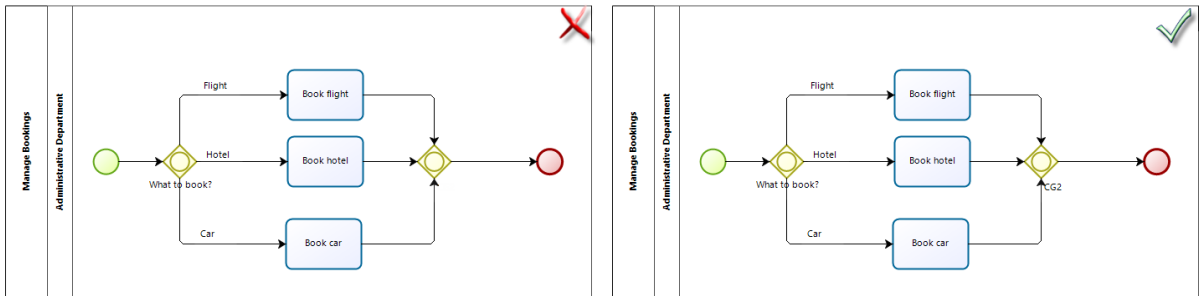 Manage Bookings
Administrative Department
Flight
Book flight
Hotel
Book hotel
What to book?
Car
Book car
Manage Bookings
Administrative Department
Flight
Book flight
Hotel
Book hotel
What to book?
CG2
Car
Book car